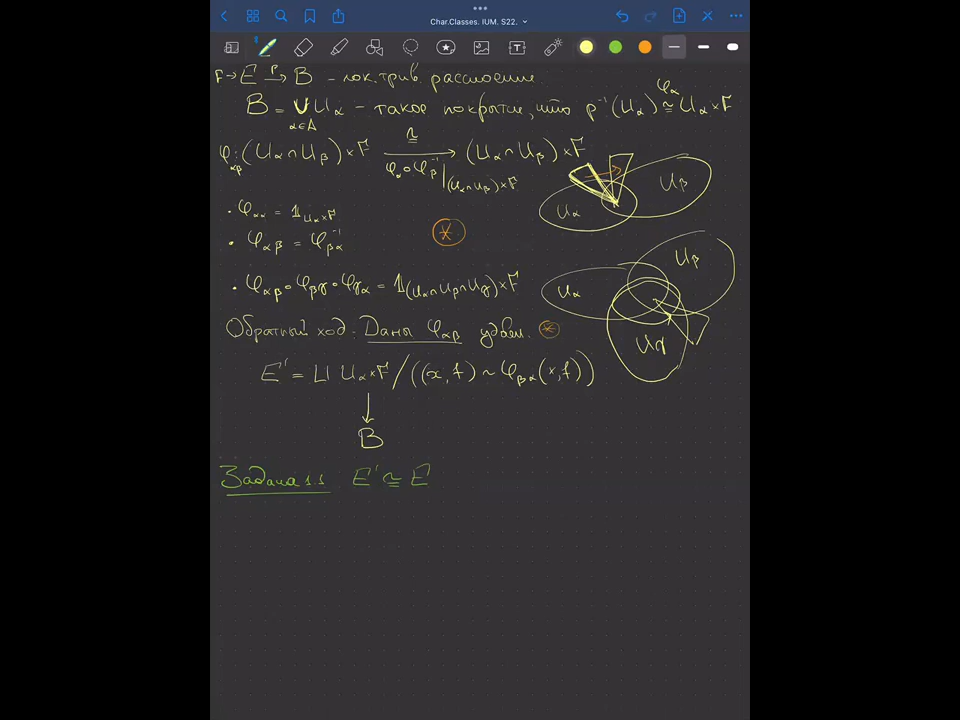 Char.Classes. IUM. S22.
F → E →p B – лок. трив. расслоение.
B = ∪ Uα – такое покрытие, что p⁻¹(Uα) ≅ Uα × F
α∈A
φα
φαβ: (Uα∩Uβ) × F ≅→ (Uα∩Uβ) × F
φα∘φβ⁻¹|(Uα∩Uβ)×F
Uα Uβ
• φαα = 1Uα×F
• φαβ = φβα⁻¹
*
• φαβ∘φβγ∘φγα = 1(Uα∩Uβ∩Uγ)×F
Uα Uβ Uγ
Обратный ход. Даны φαβ удовл. *
E' = ⊔ Uα×F / ((x, f) ~ φβα(x, f))
↓
B
Задача 1.1 E' ≅ E